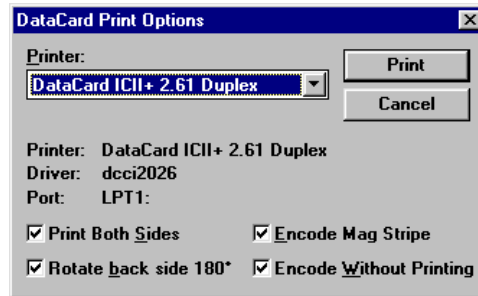 DataCard Print Options
Printer:
DataCard ICII+ 2.61 Duplex
Print
Cancel
Printer: DataCard ICII+ 2.61 Duplex
Driver: dcci2026
Port: LPT1:
Print Both Sides
Encode Mag Stripe
Rotate back side 180°
Encode Without Printing